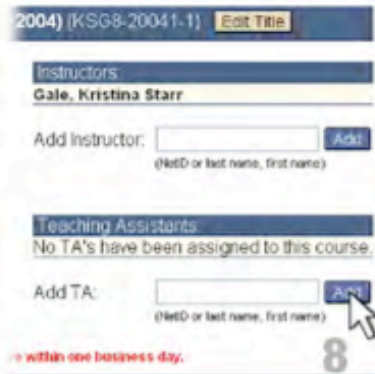 2004) (KSG8-20041-1) Edit Title
Instructors:
Gale, Kristina Starr
Add Instructor: Add
(NetID or last name, first name)
Teaching Assistants:
No TA's have been assigned to this course.
Add TA: Add
(NetID or last name, first name)
within one business day.
8